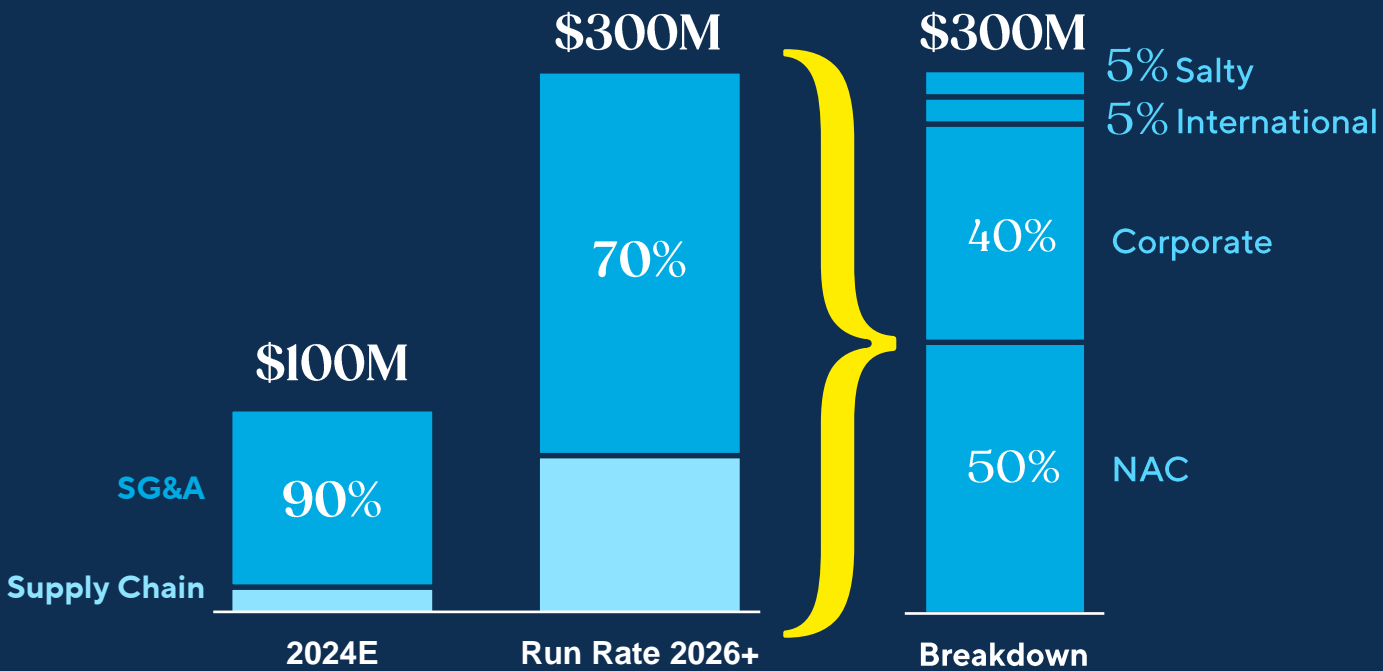 $300M
$300M
5% Salty
5% International
70%
40%
Corporate
$100M
SG&A
90%
50%
NAC
Supply Chain
2024E
Run Rate 2026+
Breakdown